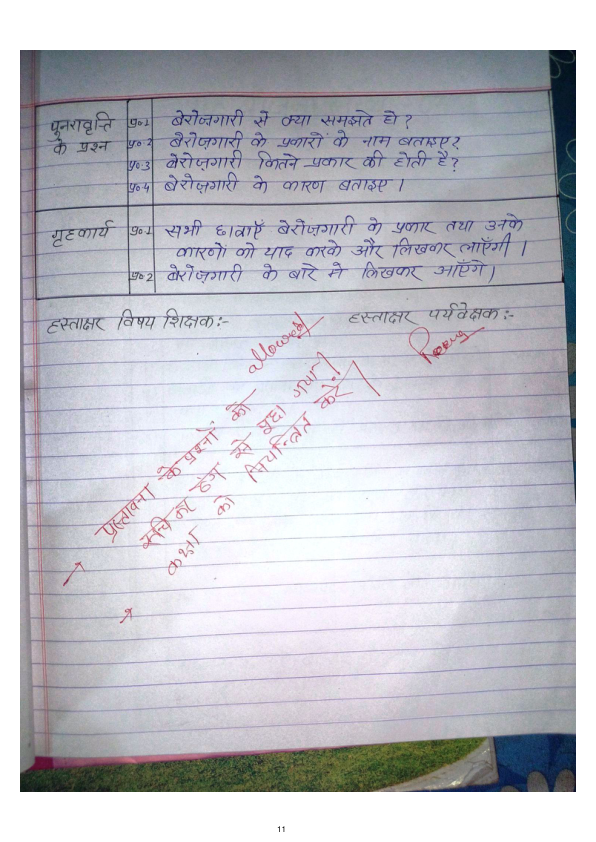 पुनरावृत्ति के प्रश्न
प्र०1 बेरोज़गारी से क्या समझते हो?
प्र०2 बेरोज़गारी के प्रकारों के नाम बताइए?
प्र०3 बेरोज़गारी कितने प्रकार की होती है?
प्र०4 बेरोज़गारी के कारण बताइए।
गृहकार्य
प्र०1 सभी छात्राएँ बेरोज़गारी के प्रकार तथा उनके
कारणों को याद करके और लिखकर लाएँगी।
प्र०2 बेरोज़गारी के बारे मे लिखकर आएँगे।
हस्ताक्षर विषय शिक्षक:- हस्ताक्षर पर्यवेक्षक:-
प्रस्तावना के प्रश्नों को
रुचिकर ढंग से पूछा गया।
कक्षा को नियन्त्रित करें।
11